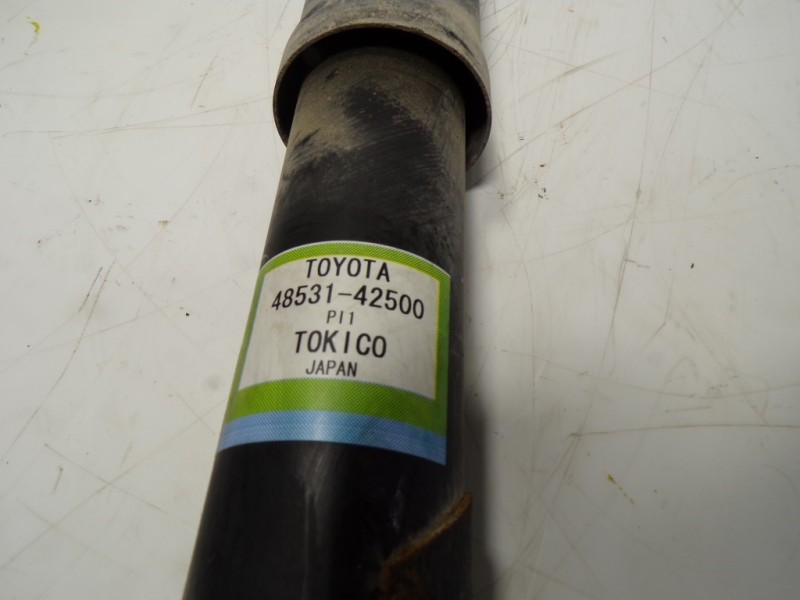 TOYOTA
48531-42500
PI1
TOKICO
JAPAN